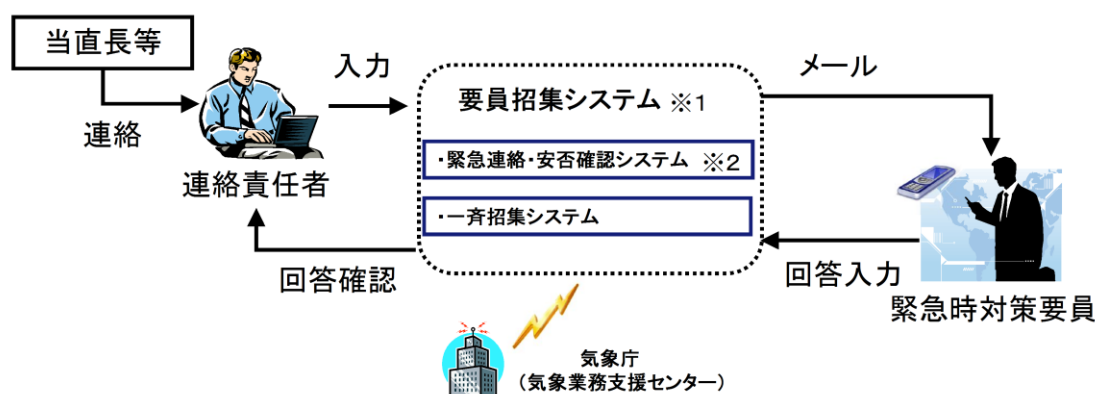 当直長等
連絡
連絡責任者
入力
要員招集システム ※1
・緊急連絡・安否確認システム ※2
・一斉招集システム
メール
回答入力
緊急時対策要員
回答確認
気象庁
（気象業務支援センター）